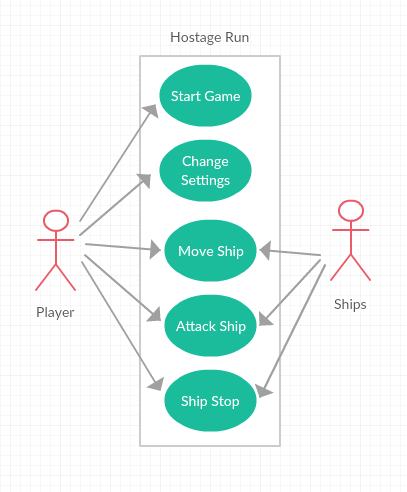 Hostage Run
Start Game
Change
Settings
Move Ship
Attack Ship
Ship Stop
Player
Ships